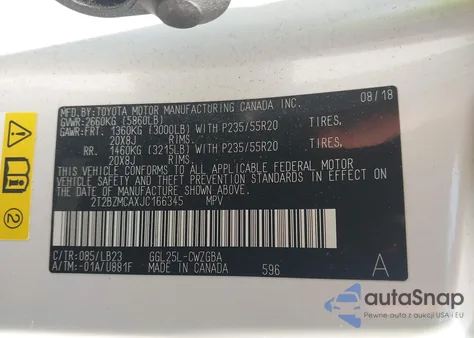 MFD.BY:TOYOTA MOTOR MANUFACTURING CANADA INC. 08/18
GVWR:2660KG (5860LB)
GAWR:FRT. 1360KG (3000LB) WITH P235/55R20 TIRES.
20X8J RIMS.
RR. 1460KG (3215LB) WITH P235/55R20 TIRES.
20X8J RIMS.
THIS VEHICLE CONFORMS TO ALL APPLICABLE FEDERAL MOTOR
VEHICLE SAFETY STANDARDS IN EFFECT ON THE DATE OF
MANUFACTURE SHOWN ABOVE.
2T2BZMCAXJC166345 MPV
C/TR:085/LB23 GGL25L-CWZGBA
A/TM:-01A/U881F MADE IN CANADA 596 A
2
autoSnap
Pewne auta z aukcji USA i EU